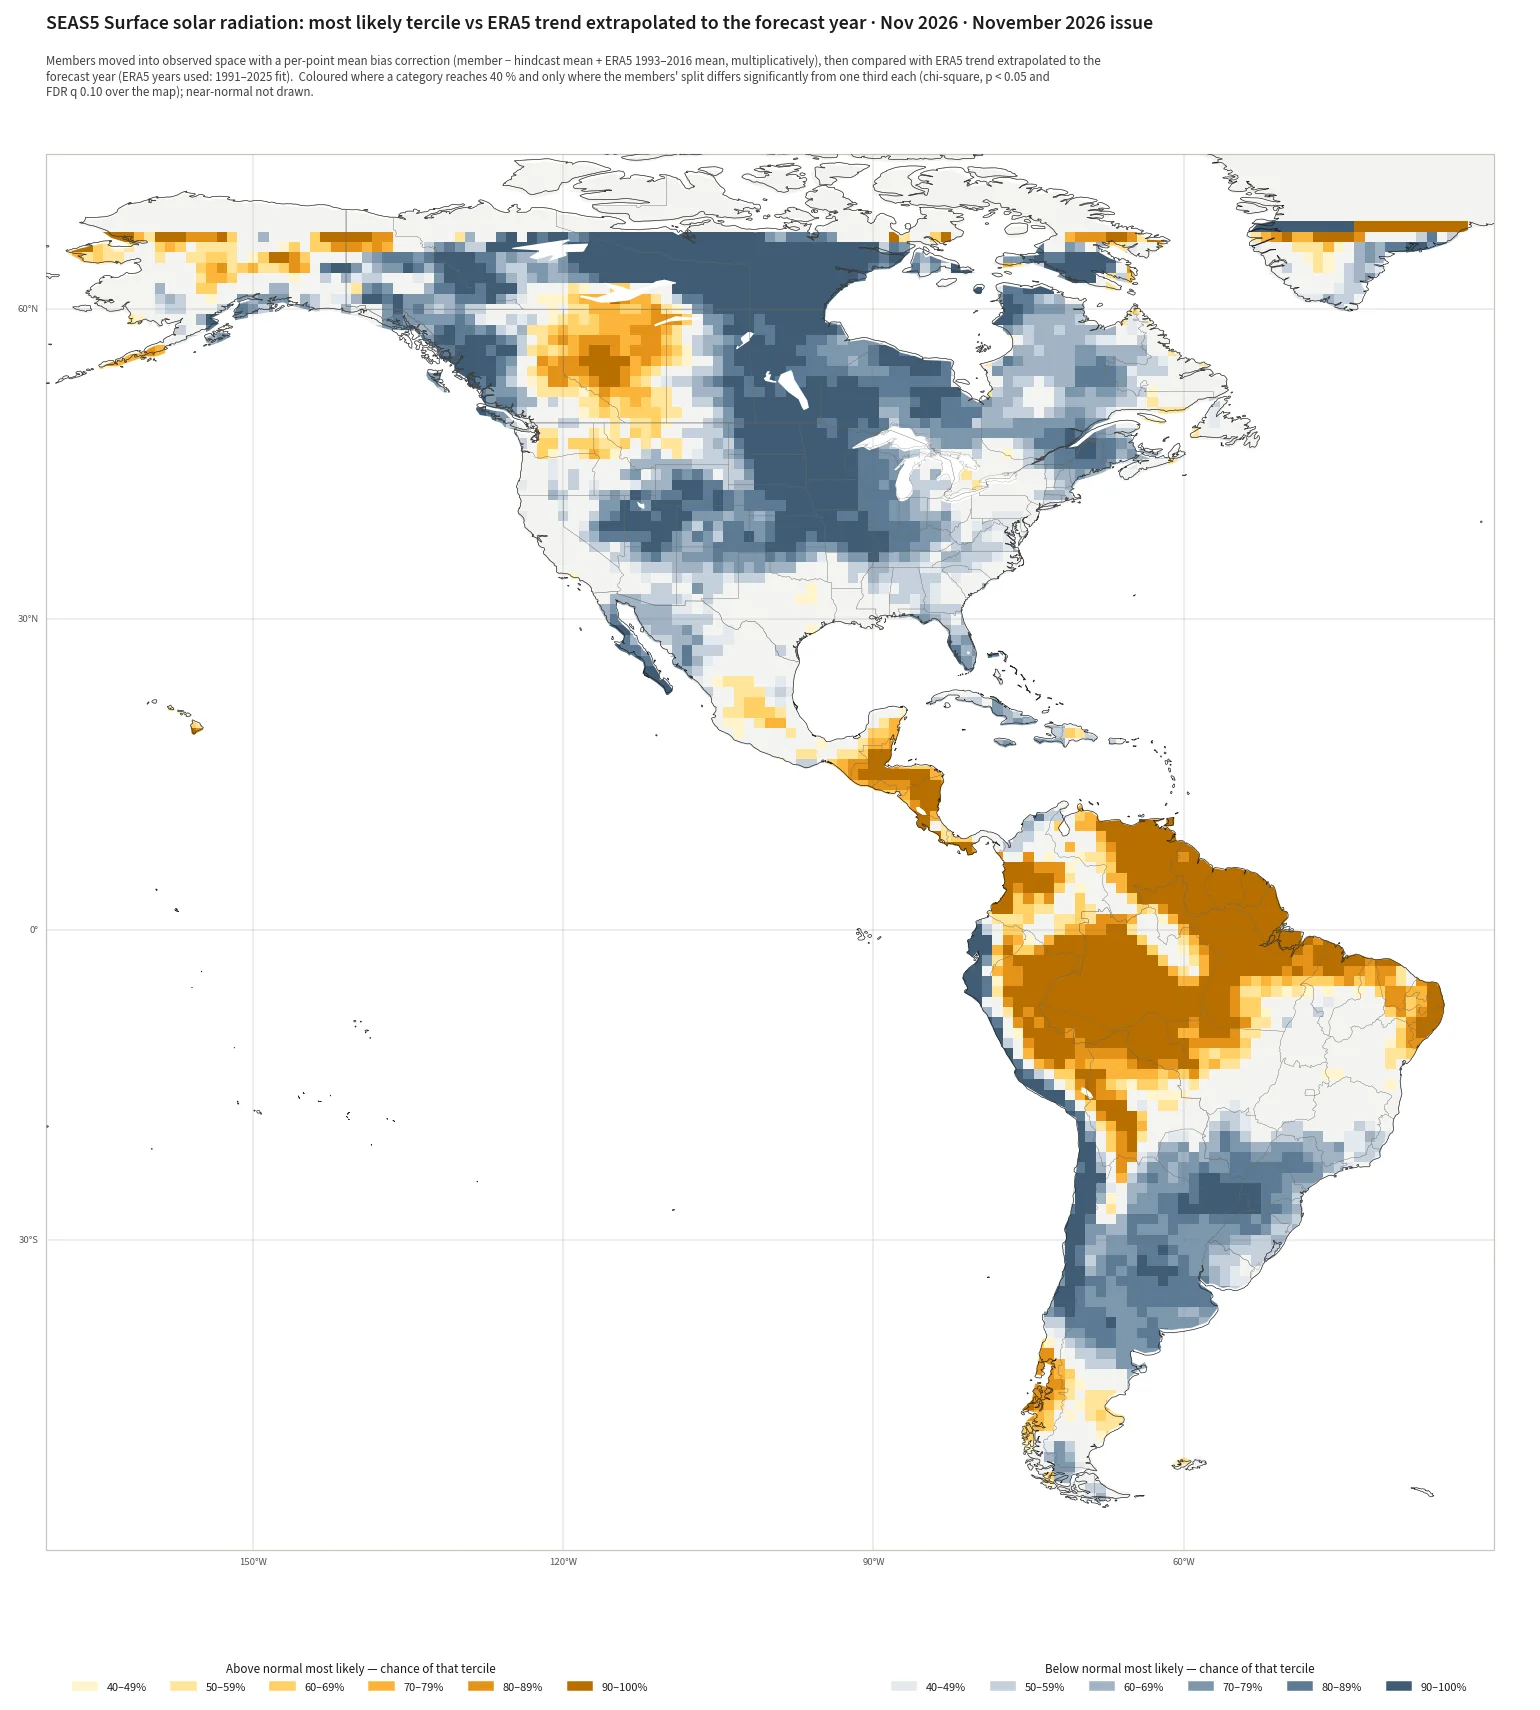 SEAS5 Surface solar radiation: most likely tercile vs ERA5 trend extrapolated to the forecast year · Nov 2026 · November 2026 issue
Members moved into observed space with a per-point mean bias correction (member − hindcast mean + ERA5 1993–2016 mean, multiplicatively), then compared with ERA5 trend extrapolated to the
forecast year (ERA5 years used: 1991–2025 fit). Coloured where a category reaches 40 % and only where the members' split differs significantly from one third each (chi-square, p < 0.05 and
FDR q 0.10 over the map); near-normal not drawn.
60°N
30°N
0°
30°S
150°W 120°W 90°W 60°W
Above normal most likely — chance of that tercile
40–49% 50–59% 60–69% 70–79% 80–89% 90–100%
Below normal most likely — chance of that tercile
40–49% 50–59% 60–69% 70–79% 80–89% 90–100%